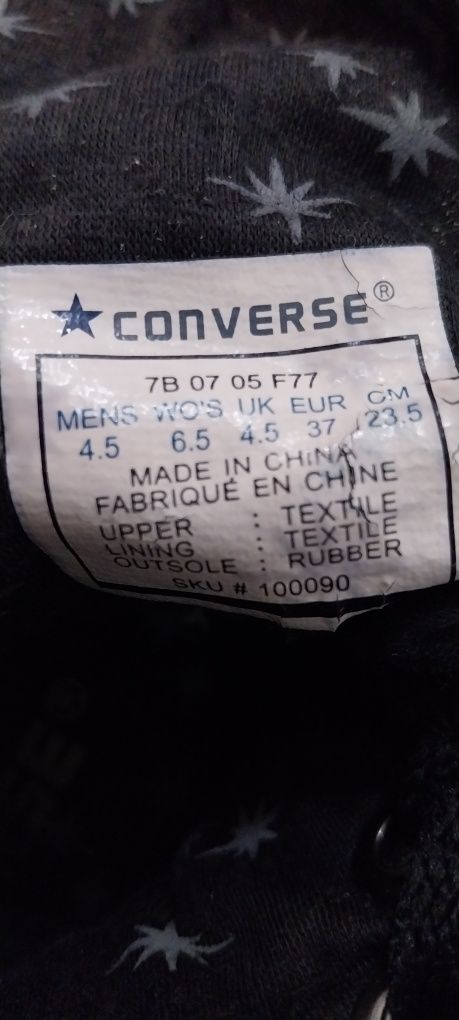 CONVERSE®
7B 07 05 F77
MENS WO'S UK EUR CM
4.5 6.5 4.5 37 23.5
MADE IN CHINA
FABRIQUE EN CHINE
UPPER : TEXTILE
LINING : TEXTILE
OUTSOLE : RUBBER
SKU # 100090